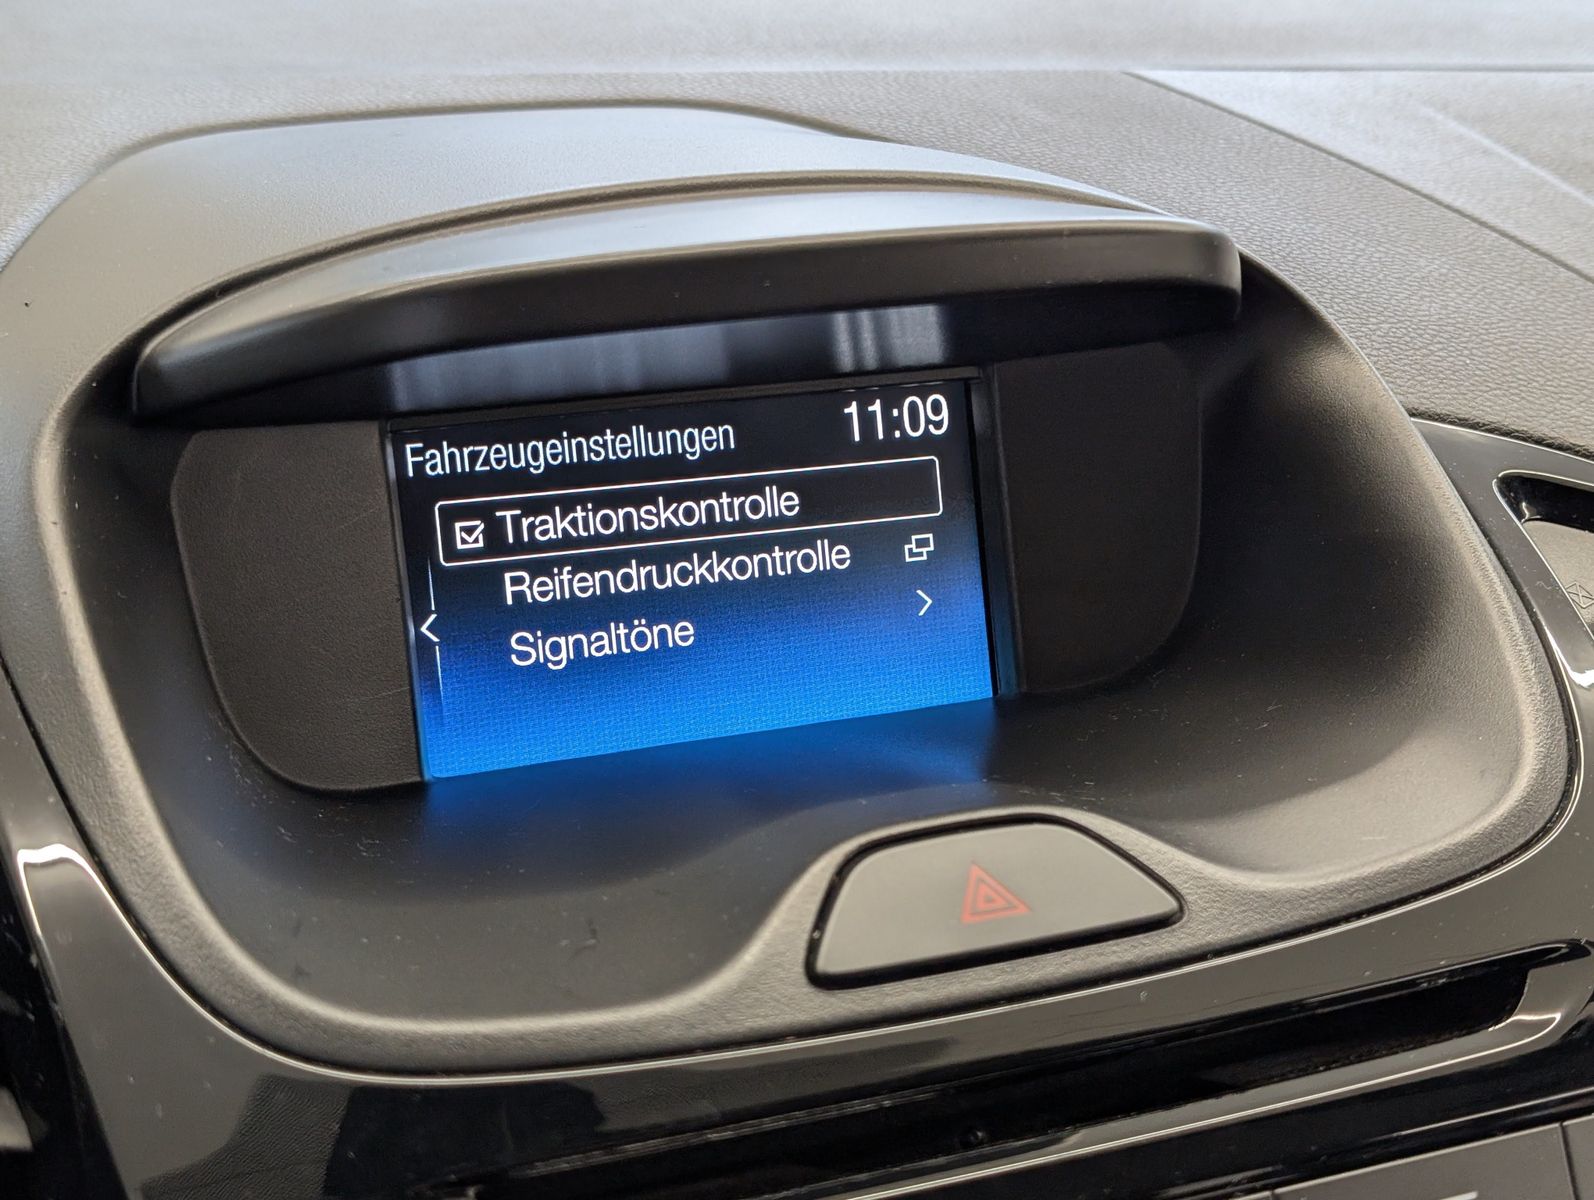 Fahrzeugeinstellungen 11:09
Traktionskontrolle
Reifendruckkontrolle
Signaltöne